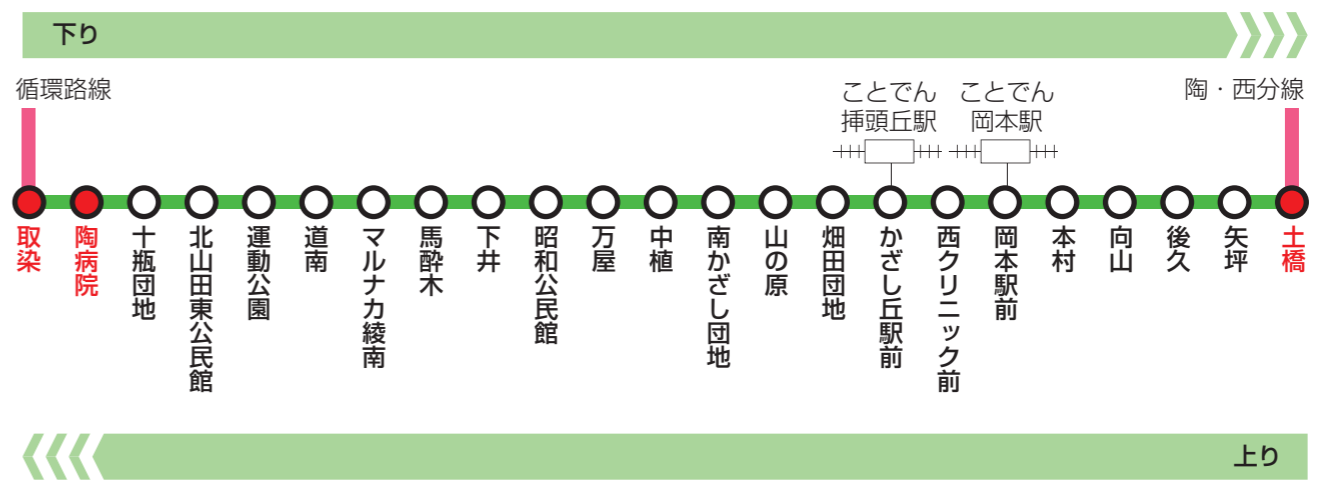 下り
循環路線
ことでん
挿頭丘駅
ことでん
岡本駅
陶・西分線
取染
陶病院
十瓶団地
北山田東公民館
運動公園
道南
マルナカ綾南
馬酔木
下井
昭和公民館
万屋
中植
南かざし団地
山の原
畑田団地
かざし丘駅前
西クリニック前
岡本駅前
本村
向山
後久
矢坪
土橋
上り